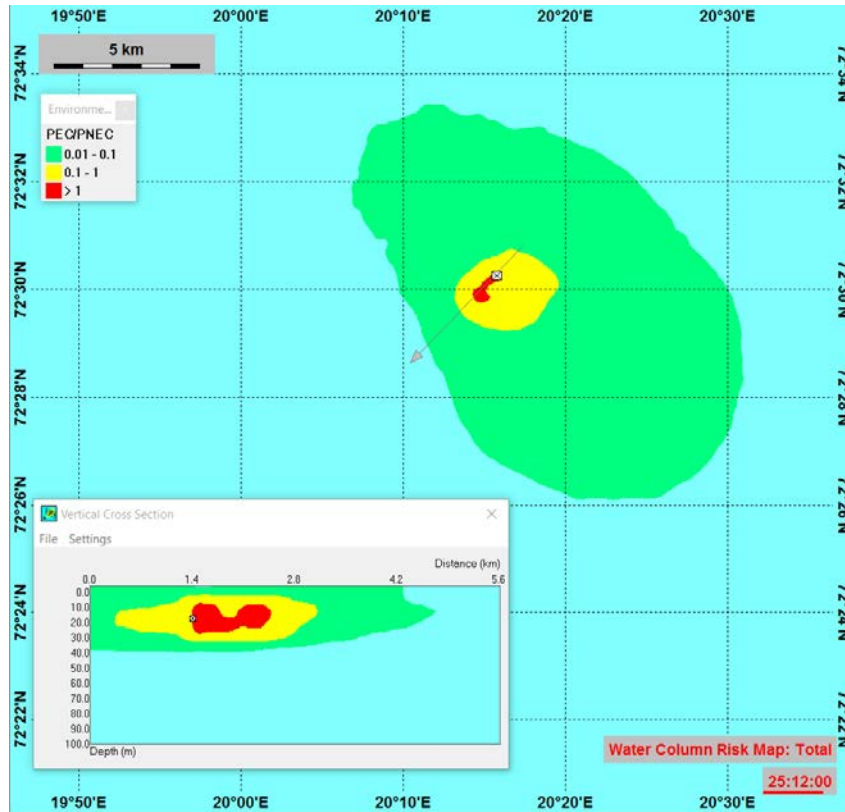 19°50'E 20°00'E 20°10'E 20°20'E 20°30'E
5 km
72°34'N
Environme...
PEC/PNEC
0.01 - 0.1
0.1 - 1
> 1
72°32'N
72°30'N
72°28'N
72°26'N
72°24'N
72°22'N
Vertical Cross Section
File Settings
Distance (km)
0.0 1.4 2.8 4.2 5.6
0.0
10.0
20.0
30.0
40.0
50.0
60.0
70.0
80.0
90.0
100.0
Depth (m)
Water Column Risk Map: Total
25:12:00
19°50'E 20°00'E 20°10'E 20°20'E 20°30'E